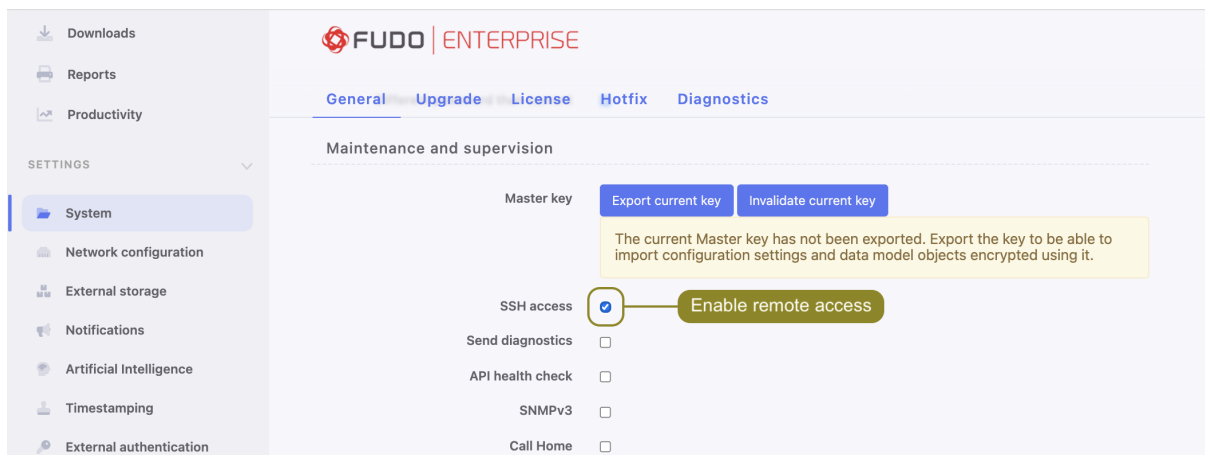 Downloads
Reports
Productivity
SETTINGS
System
Network configuration
External storage
Notifications
Artificial Intelligence
Timestamping
External authentication
FUDO | ENTERPRISE
General Upgrade License Hotfix Diagnostics
Maintenance and supervision
Master key Export current key Invalidate current key
The current Master key has not been exported. Export the key to be able to
import configuration settings and data model objects encrypted using it.
SSH access Enable remote access
Send diagnostics
API health check
SNMPv3
Call Home